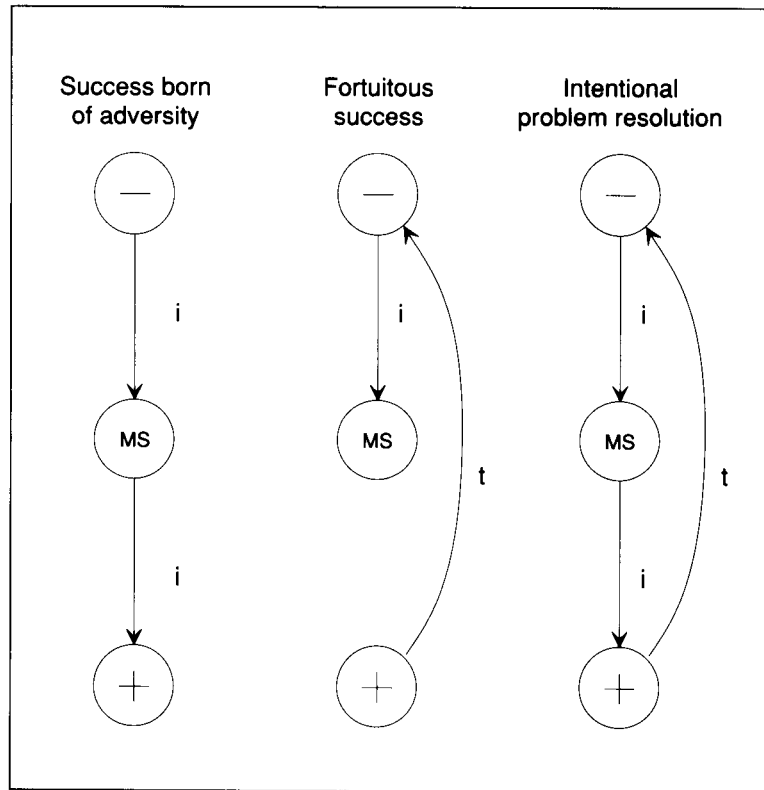 Success born
of adversity
—
i
MS
i
+
Fortuitous
success
—
i
MS
t
+
Intentional
problem resolution
—
i
MS
t
i
+